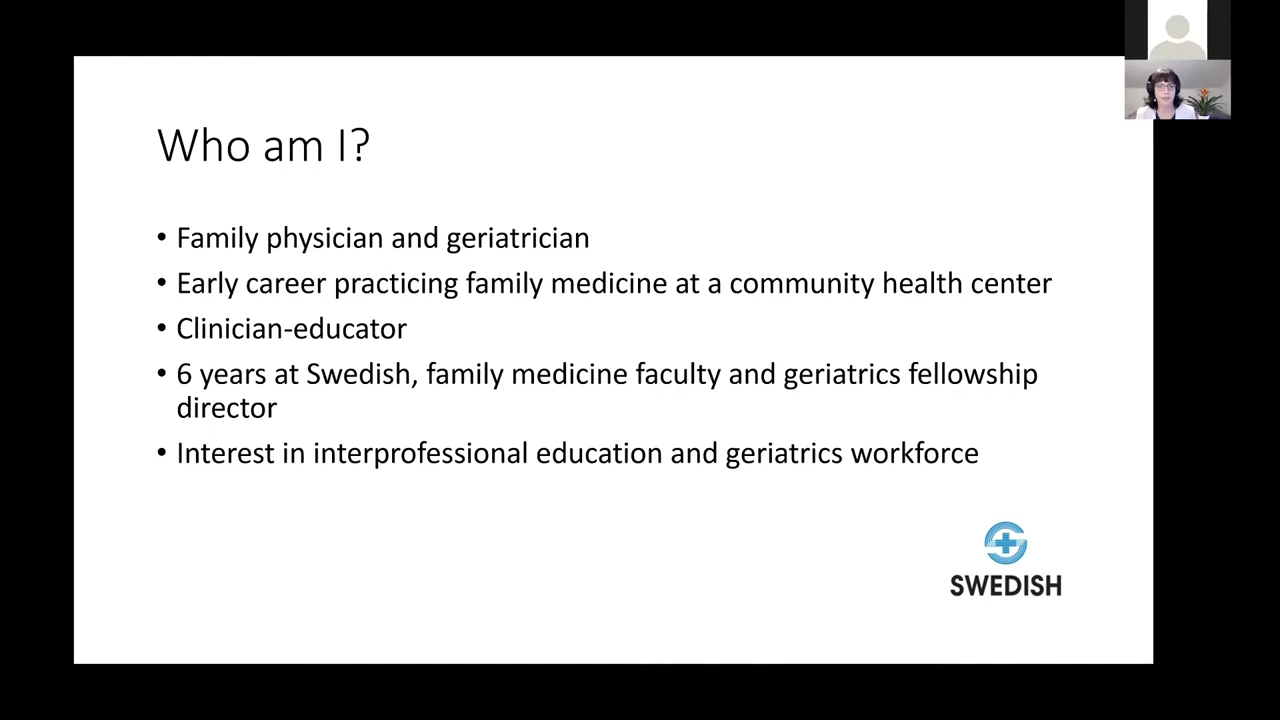 Who am I?
• Family physician and geriatrician
• Early career practicing family medicine at a community health center
• Clinician-educator
• 6 years at Swedish, family medicine faculty and geriatrics fellowship
director
• Interest in interprofessional education and geriatrics workforce
SWEDISH